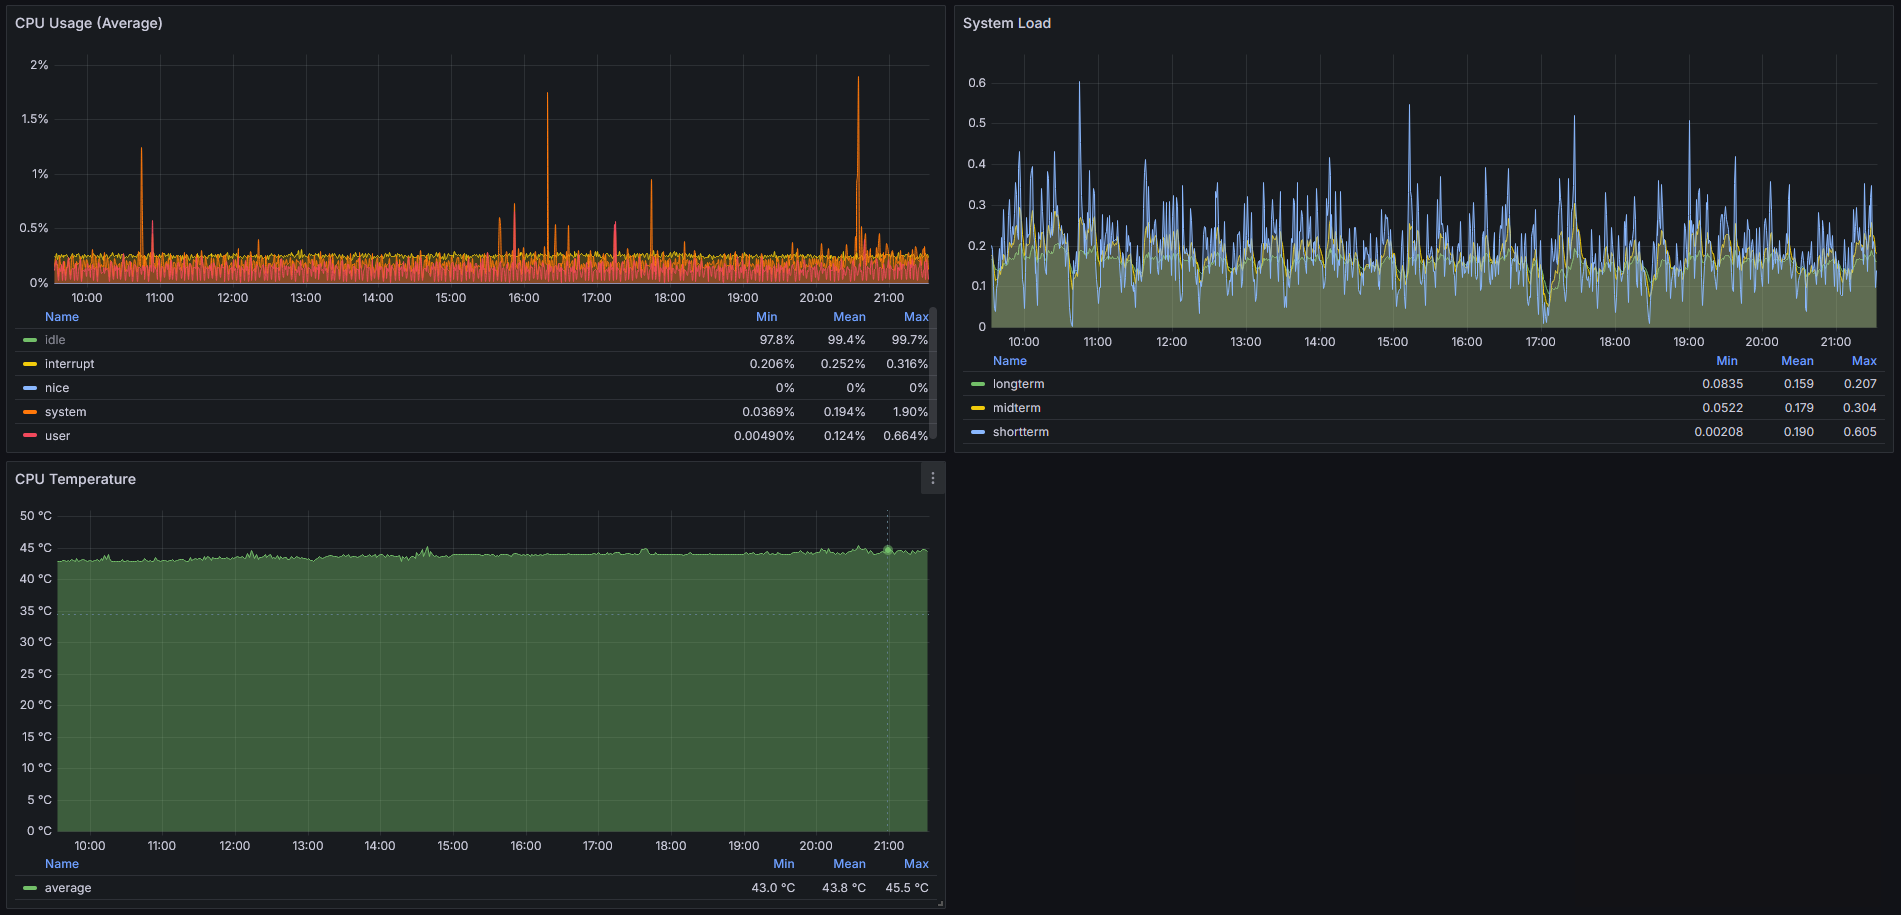 CPU Usage (Average)
2%
1.5%
1%
0.5%
0%
10:00 11:00 12:00 13:00 14:00 15:00 16:00 17:00 18:00 19:00 20:00 21:00
Name Min Mean Max
idle 97.8% 99.4% 99.7%
interrupt 0.206% 0.252% 0.316%
nice 0% 0% 0%
system 0.0369% 0.194% 1.90%
user 0.00490% 0.124% 0.664%
System Load
0.6
0.5
0.4
0.3
0.2
0.1
0
10:00 11:00 12:00 13:00 14:00 15:00 16:00 17:00 18:00 19:00 20:00 21:00
Name Min Mean Max
longterm 0.0835 0.159 0.207
midterm 0.0522 0.179 0.304
shortterm 0.00208 0.190 0.605
CPU Temperature
50 °C
45 °C
40 °C
35 °C
30 °C
25 °C
20 °C
15 °C
10 °C
5 °C
0 °C
10:00 11:00 12:00 13:00 14:00 15:00 16:00 17:00 18:00 19:00 20:00 21:00
Name Min Mean Max
average 43.0 °C 43.8 °C 45.5 °C